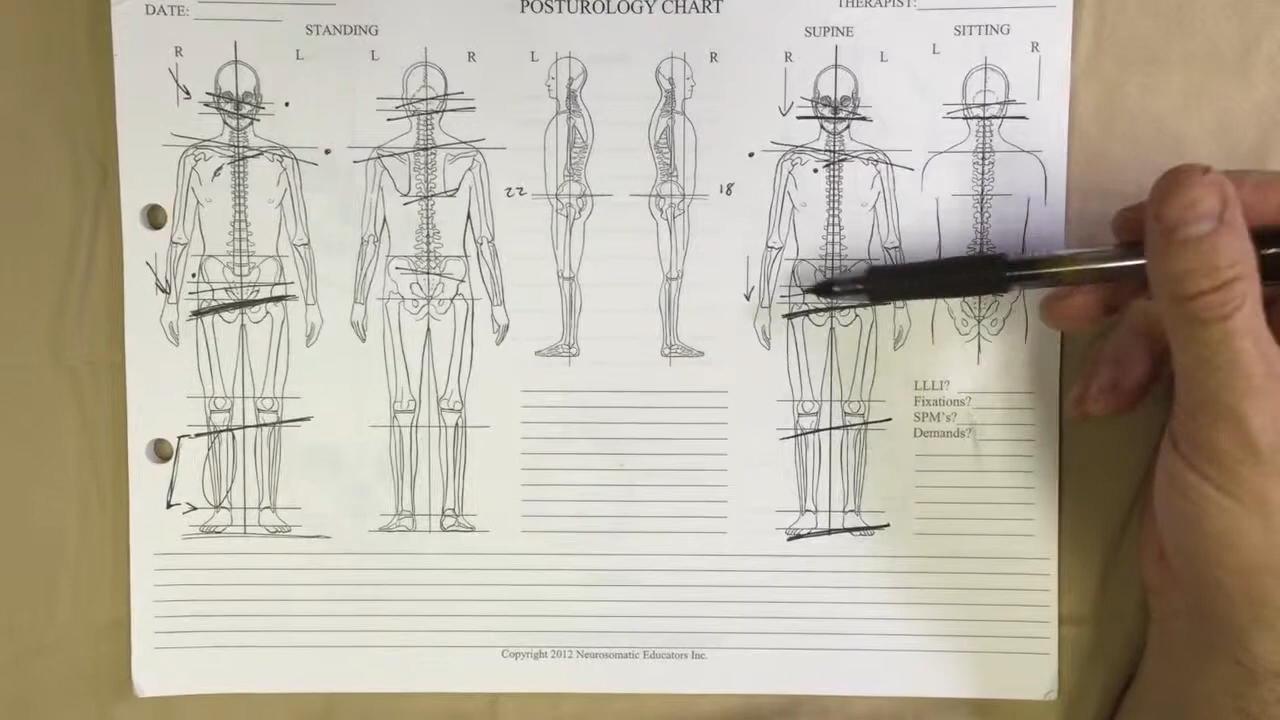 POSTUROLOGY CHART
DATE:
THERAPIST:
STANDING
SUPINE
SITTING
R
L
L
R
L
R
R
L
L
R
22
18
LLLI?
Fixations?
SPM's?
Demands?
Copyright 2012 Neurosomatic Educators Inc.